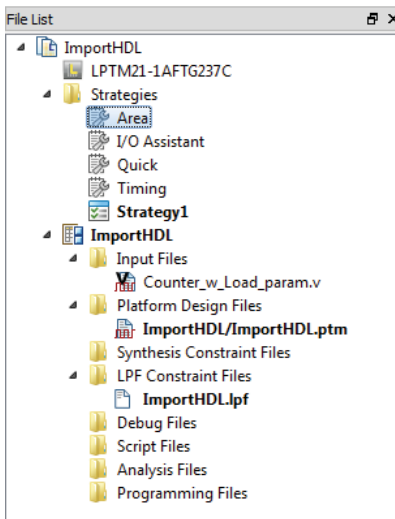 File List
ImportHDL
LPTM21-1AFTG237C
Strategies
Area
I/O Assistant
Quick
Timing
Strategy1
ImportHDL
Input Files
Counter_w_Load_param.v
Platform Design Files
ImportHDL/ImportHDL.ptm
Synthesis Constraint Files
LPF Constraint Files
ImportHDL.lpf
Debug Files
Script Files
Analysis Files
Programming Files